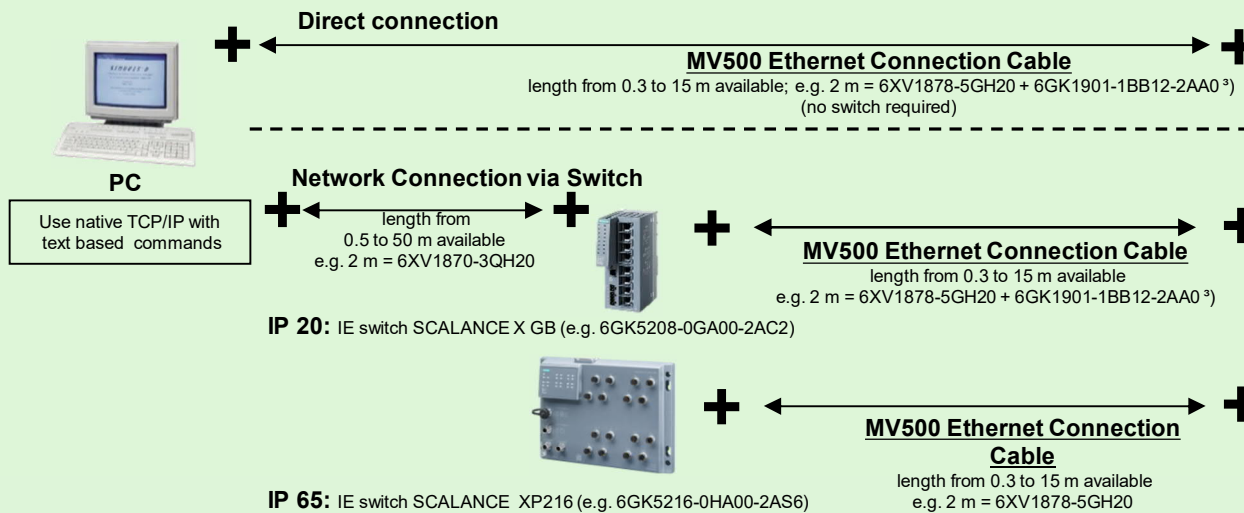 Direct connection
MV500 Ethernet Connection Cable
length from 0.3 to 15 m available; e.g. 2 m = 6XV1878-5GH20 + 6GK1901-1BB12-2AA0 ³)
(no switch required)
PC
Use native TCP/IP with
text based commands
Network Connection via Switch
length from
0.5 to 50 m available
e.g. 2 m = 6XV1870-3QH20
MV500 Ethernet Connection Cable
length from 0.3 to 15 m available
e.g. 2 m = 6XV1878-5GH20 + 6GK1901-1BB12-2AA0 ³)
IP 20: IE switch SCALANCE X GB (e.g. 6GK5208-0GA00-2AC2)
MV500 Ethernet Connection
Cable
length from 0.3 to 15 m available
e.g. 2 m = 6XV1878-5GH20
IP 65: IE switch SCALANCE XP216 (e.g. 6GK5216-0HA00-2AS6)